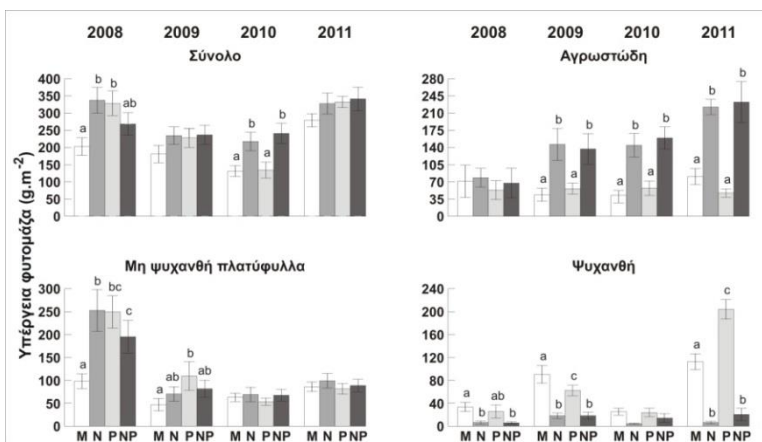 2008 2009 2010 2011
Σύνολο
400
350
300
250
200
150
100
50
0
a b b ab
a b a b
2008 2009 2010 2011
Αγρωστώδη
280
245
210
175
140
105
70
35
0
a b a b
a b a b
a b a b
Υπέργεια φυτομάζα (g.m-2)
Μη ψυχανθή πλατύφυλλα
300
250
200
150
100
50
0
a b bc c
a ab b ab
M N P NP M N P NP M N P NP M N P NP
Ψυχανθή
240
200
160
120
80
40
0
a b ab b
a b c b
a b c b
M N P NP M N P NP M N P NP M N P NP